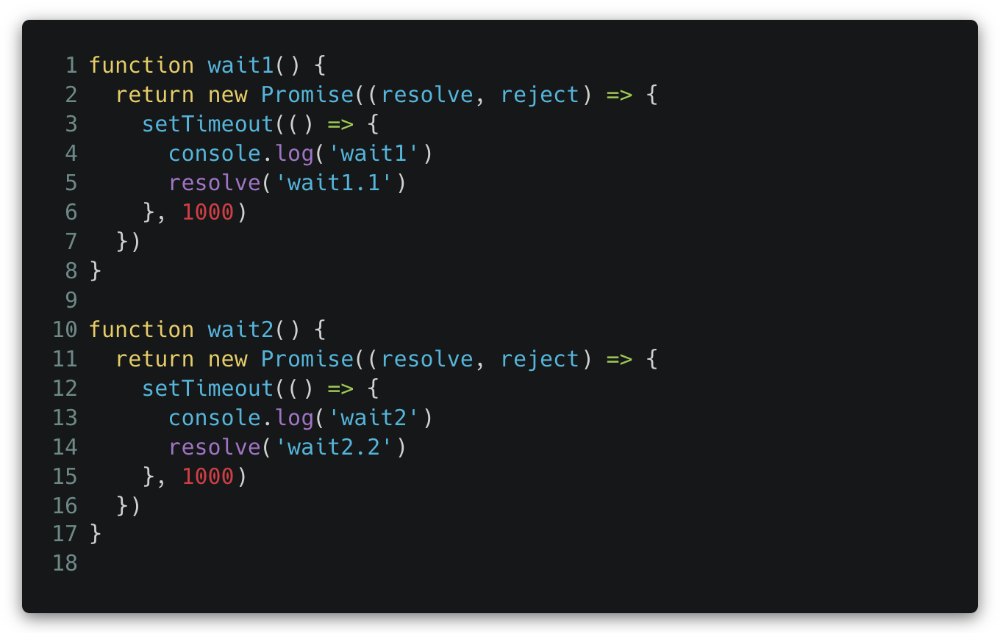 1 function wait1() {
2   return new Promise((resolve, reject) => {
3     setTimeout(() => {
4       console.log('wait1')
5       resolve('wait1.1')
6     }, 1000)
7   })
8 }
9
10 function wait2() {
11   return new Promise((resolve, reject) => {
12     setTimeout(() => {
13       console.log('wait2')
14       resolve('wait2.2')
15     }, 1000)
16   })
17 }
18